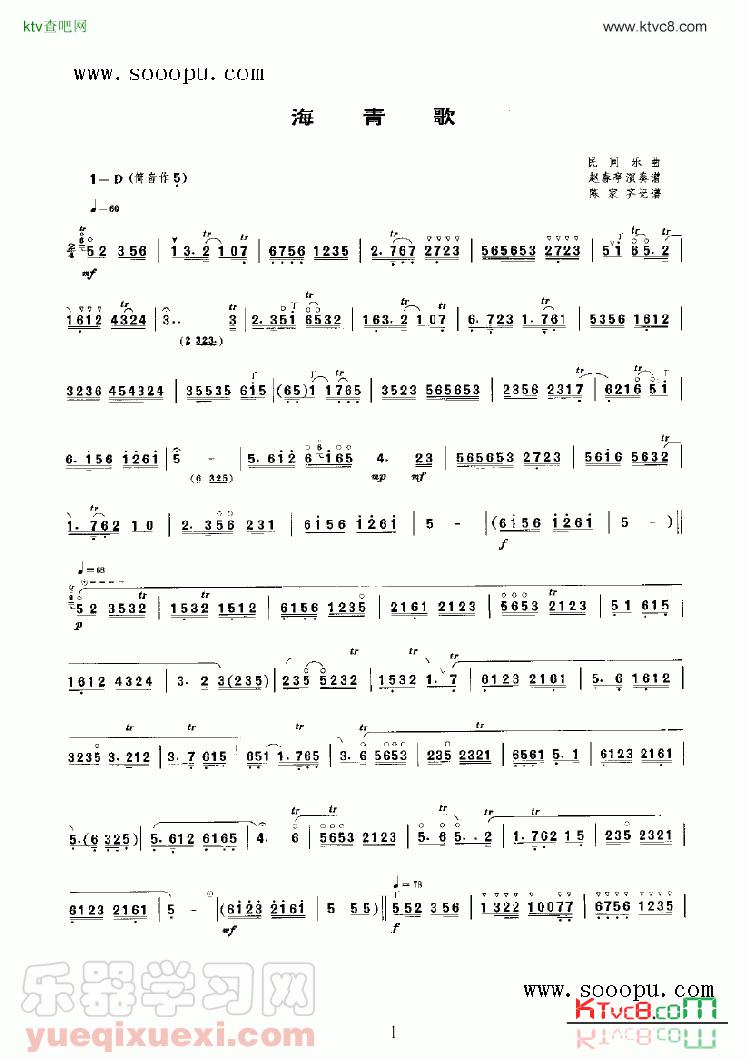 ktv查吧网
www.ktvc8.com
www.sooopu.com
海 青 歌
民 间 乐 曲
1=D (筒音作5)
赵春亭演奏谱
陈 家 齐记谱
♩=60
52 356 | 13.2 107 | 6756 1235 | 2.767 2723 | 565653 2723 | 51 65.2
mf
1612 4324 | 3.. 3 | 2.351 6532 | 163.2 107 | 6.723 1.761 | 5356 1612 |
(2 323.)
3236 454324 | 35535 615 | (65)1 1765 | 3523 565653 | 2356 2317 | 6216 51 |
6.156 1261 | 5 - | 5.612 6165 4. 23 | 565653 2723 | 5616 5632 |
(6 325) mp mf
1.762 10 | 2.356 231 | 6156 1261 | 5 - | (6156 1261 | 5 - ) ||
f
♩=68
52 3532 | 1532 1512 | 6156 1235 | 2161 2123 | 5653 2123 | 51 615 |
p
1612 4324 | 3.2 3(235) | 235 5232 | 1532 1.7 | 6123 2161 | 5.6 1612 |
3235 3.212 | 3.7 615 | 051 1.765 | 3.6 5653 | 235 2321 | 6561 5.1 | 6123 2161 |
5.(6325) | 5.612 6165 | 4. 6 | 5653 2123 | 5.6 5..2 | 1.762 15 | 235 2321 |
♩=78
6123 2161 | 5 - | (6123 2161 | 5 55) || 552 356 | 1322 10077 | 6756 1235 |
mf f
乐器学习网
yueqixuexi.com
www.sooopu.com
KTvc8.com
1